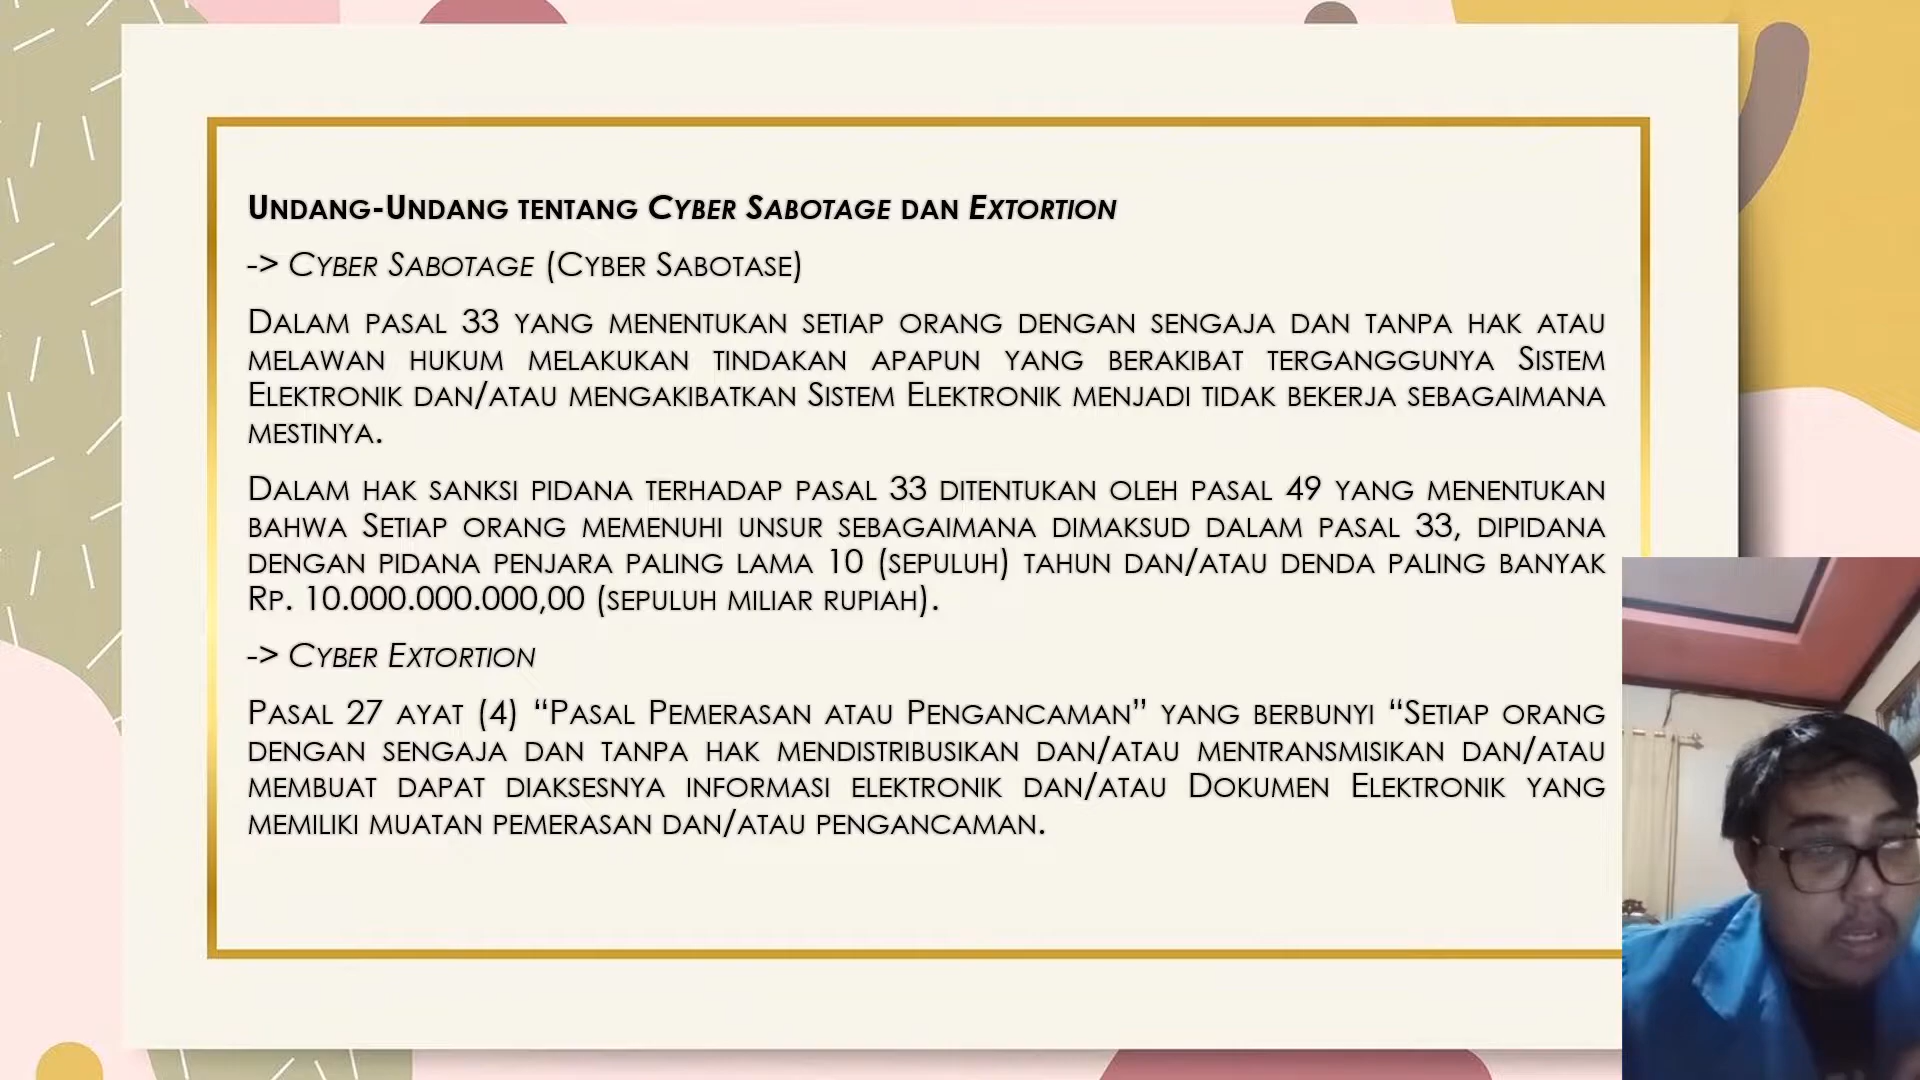 Undang-Undang tentang Cyber Sabotage dan Extortion
-> Cyber Sabotage (Cyber Sabotase)
Dalam pasal 33 yang menentukan setiap orang dengan sengaja dan tanpa hak atau
melawan hukum melakukan tindakan apapun yang berakibat terganggunya Sistem
Elektronik dan/atau mengakibatkan Sistem Elektronik menjadi tidak bekerja sebagaimana
mestinya.
Dalam hak sanksi pidana terhadap pasal 33 ditentukan oleh pasal 49 yang menentukan
bahwa Setiap orang memenuhi unsur sebagaimana dimaksud dalam pasal 33, dipidana
dengan pidana penjara paling lama 10 (sepuluh) tahun dan/atau denda paling banyak
Rp. 10.000.000.000,00 (sepuluh miliar rupiah).
-> Cyber Extortion
Pasal 27 ayat (4) “Pasal Pemerasan atau Pengancaman” yang berbunyi “Setiap orang
dengan sengaja dan tanpa hak mendistribusikan dan/atau mentransmisikan dan/atau
membuat dapat diaksesnya informasi elektronik dan/atau Dokumen Elektronik yang
memiliki muatan pemerasan dan/atau pengancaman.